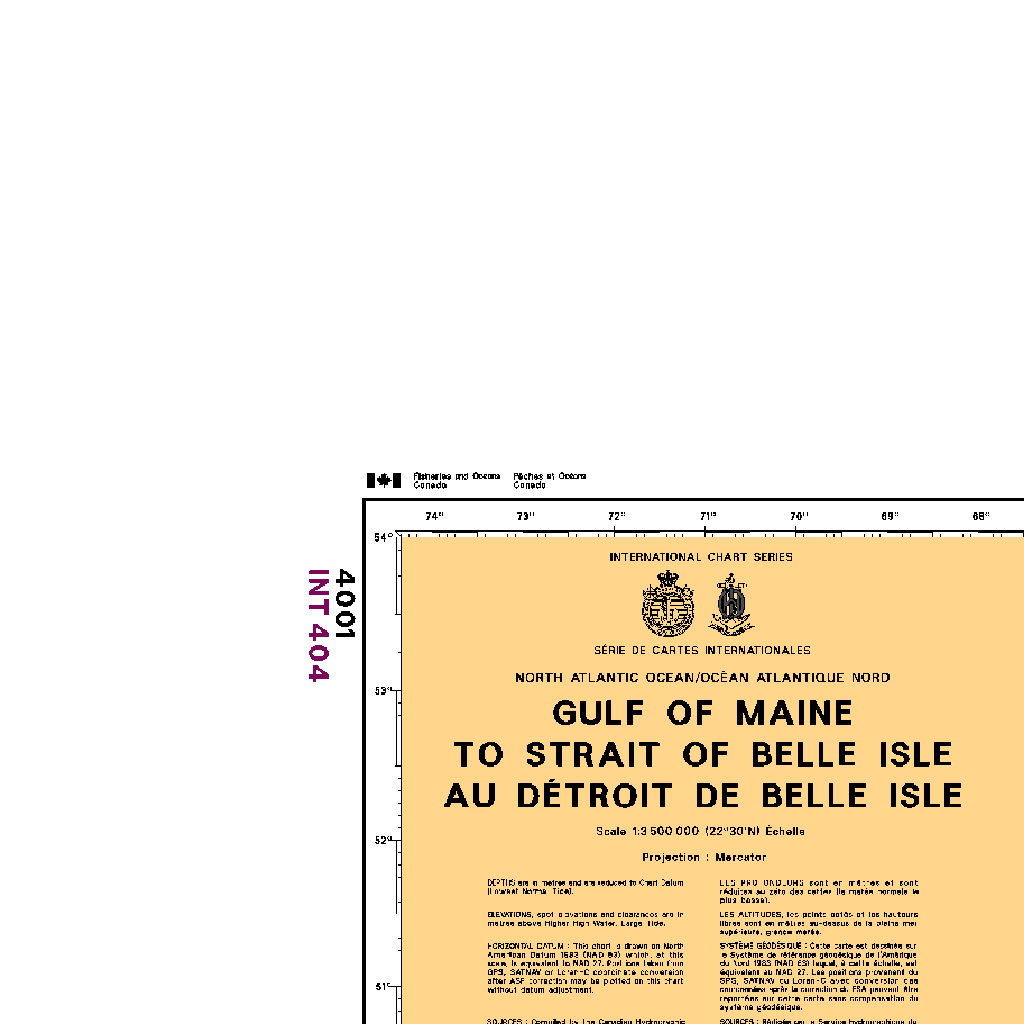 Fisheries and Oceans Pêches et Océans
Canada Canada
74° 73° 72° 71° 70° 69° 68°
54°
4001
INT 404
INTERNATIONAL CHART SERIES
SÉRIE DE CARTES INTERNATIONALES
NORTH ATLANTIC OCEAN/OCÉAN ATLANTIQUE NORD
53°
GULF OF MAINE
TO STRAIT OF BELLE ISLE
AU DÉTROIT DE BELLE ISLE
Scale 1:3 500 000 (22°30'N) Échelle
52°
Projection : Mercator
DEPTHS are in metres and are reduced to Chart Datum
(Lowest Normal Tide).
ELEVATIONS, spot elevations and clearances are in
metres above Higher High Water, Large Tide.
HORIZONTAL DATUM : This chart is drawn on North
American Datum 1983 (NAD 83) which, at this
scale, is equivalent to NAD 27. Positions taken from
GPS, SATNAV or Loran-C coordinate conversion
after ASF correction may be plotted on this chart
without datum adjustment.
SOURCES : Compiled by the Canadian Hydrographic
LES PROFONDEURS sont en mètres et sont
réduites au zéro des cartes (la marée normale la
plus basse).
LES ALTITUDES, les points cotés et les hauteurs
libres sont en mètres au-dessus de la pleine mer
supérieure, grande marée.
SYSTÈME GÉODÉSIQUE : Cette carte est dessinée sur
le Système de référence géodésique de l'Amérique
du Nord 1983 (NAD 83) lequel, à cette échelle, est
équivalent au NAD 27. Les positions provenant du
GPS, SATNAV ou Loran-C avec conversion des
coordonnées après la correction d. FSA peuvent être
reportées sur cette carte sans compensation du
système géodésique.
SOURCES : Rédigée par le Service hydrographique du
51°